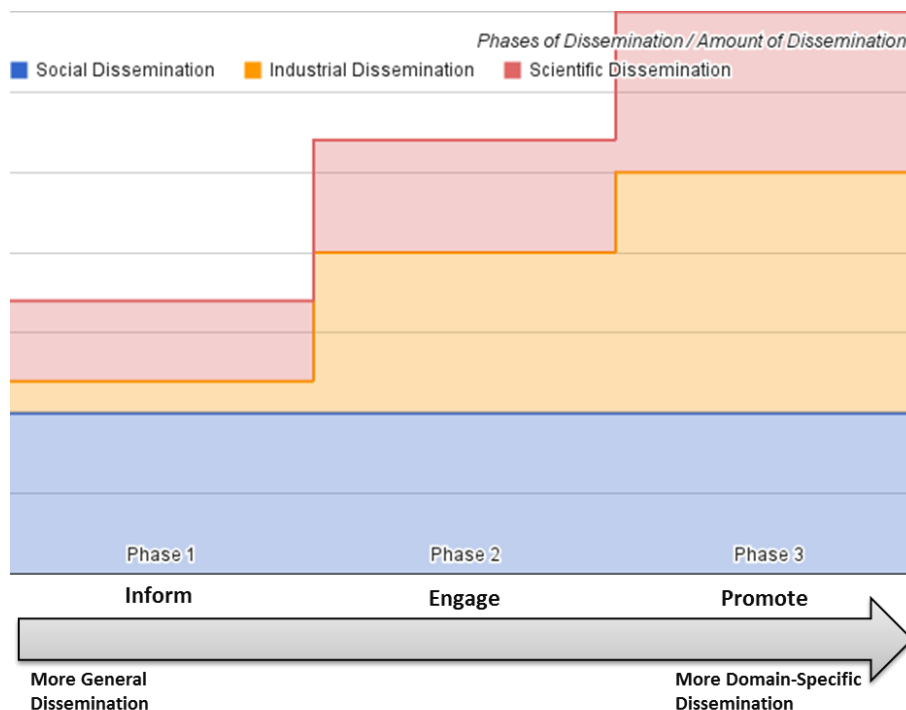 Phases of Dissemination / Amount of Dissemination
Social Dissemination Industrial Dissemination Scientific Dissemination
Phase 1 Phase 2 Phase 3
Inform Engage Promote
More General
Dissemination
More Domain-Specific
Dissemination